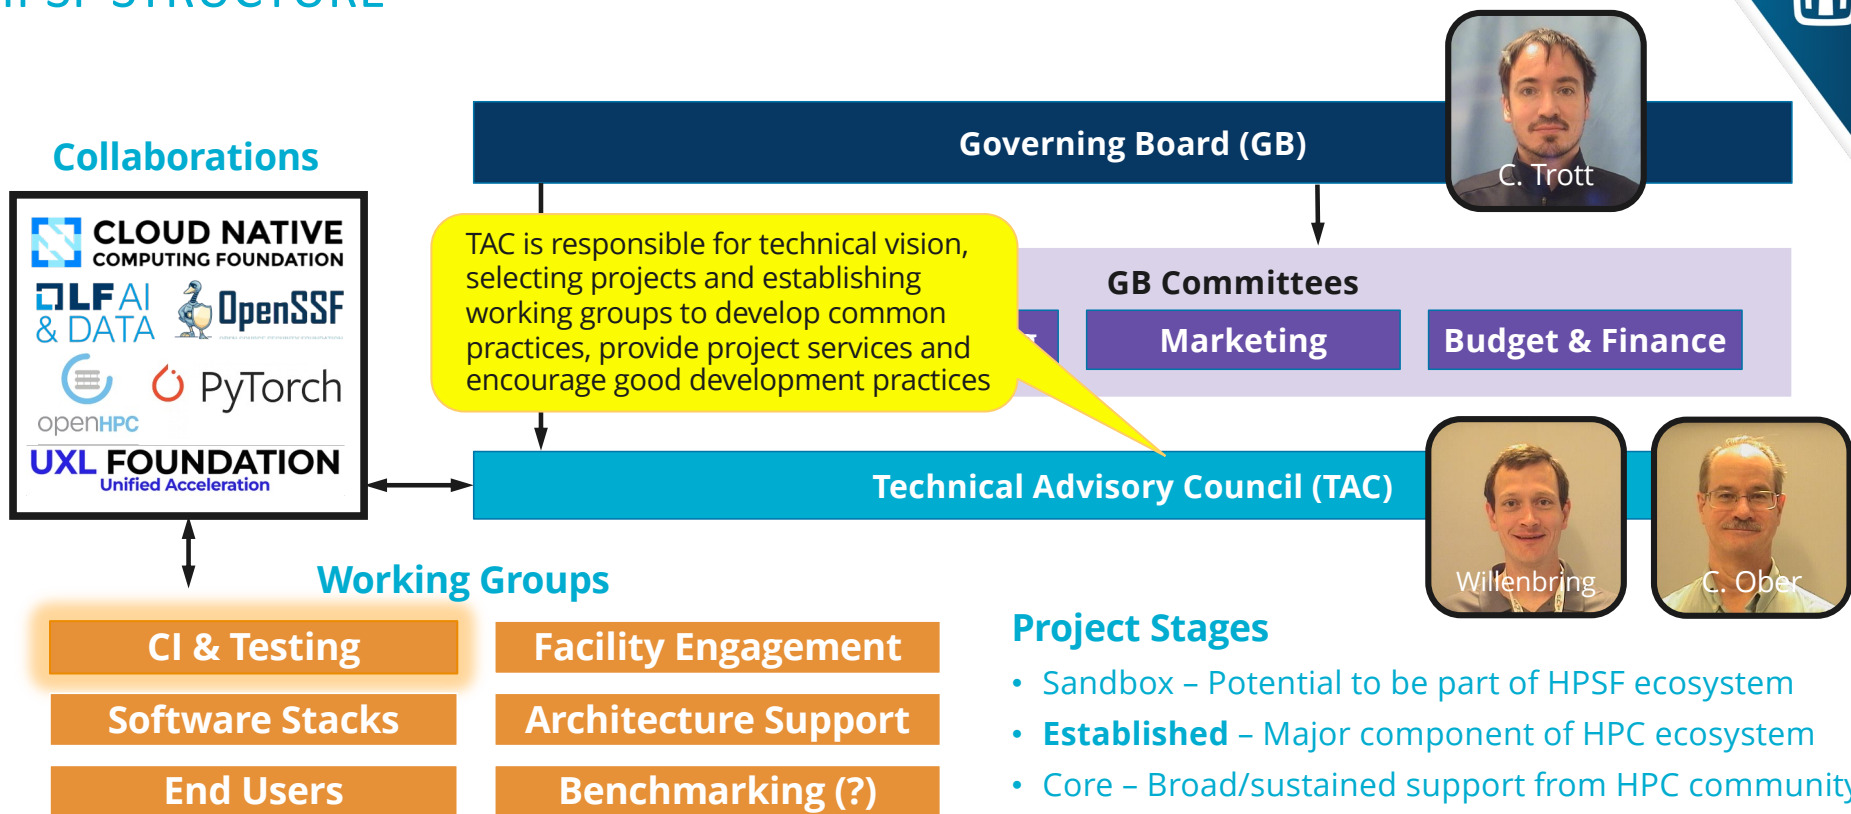 HPSF STRUCTURE
Collaborations
CLOUD NATIVE
COMPUTING FOUNDATION
LF AI
& DATA
OpenSSF
openHPC
PyTorch
UXL FOUNDATION
Unified Acceleration
Governing Board (GB)
C. Trott
TAC is responsible for technical vision,
selecting projects and establishing
working groups to develop common
practices, provide project services and
encourage good development practices
GB Committees
Marketing
Budget & Finance
Technical Advisory Council (TAC)
Willenbring
C. Ober
Working Groups
CI & Testing
Facility Engagement
Software Stacks
Architecture Support
End Users
Benchmarking (?)
Project Stages
• Sandbox – Potential to be part of HPSF ecosystem
• Established – Major component of HPC ecosystem
• Core – Broad/sustained support from HPC community